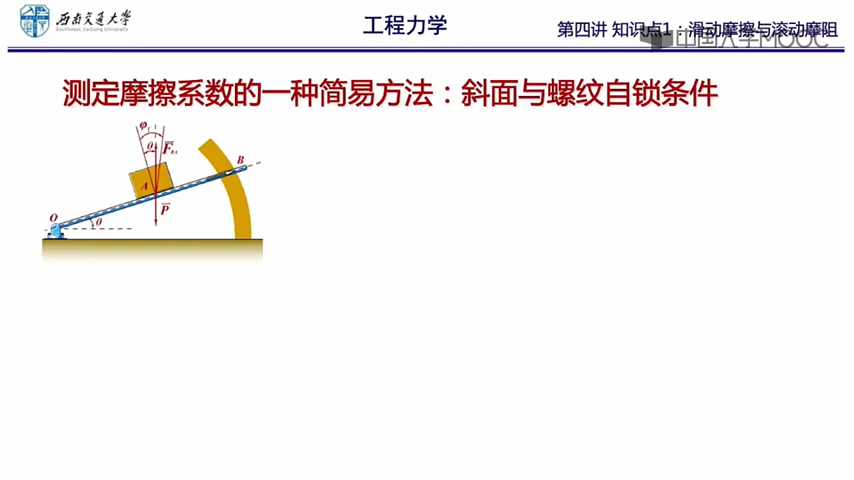 西南交通大学
Southwest Jiaotong University
工程力学
第四讲 知识点1：滑动摩擦与滚动摩阻
中国大学MOOC
测定摩擦系数的一种简易方法：斜面与螺纹自锁条件
φf
θ
F_RA
A
B
P
O
θ